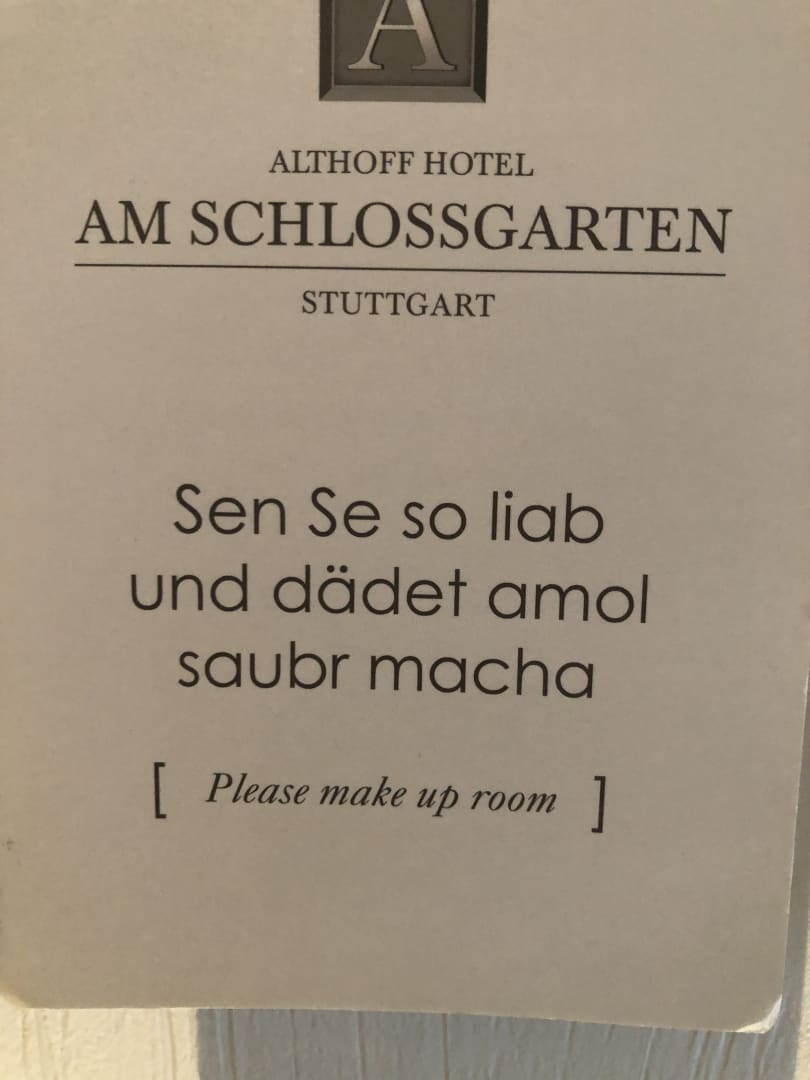 A
ALTHOFF HOTEL
AM SCHLOSSGARTEN
STUTTGART
Sen Se so liab
und dädet amol
saubr macha
[ Please make up room ]